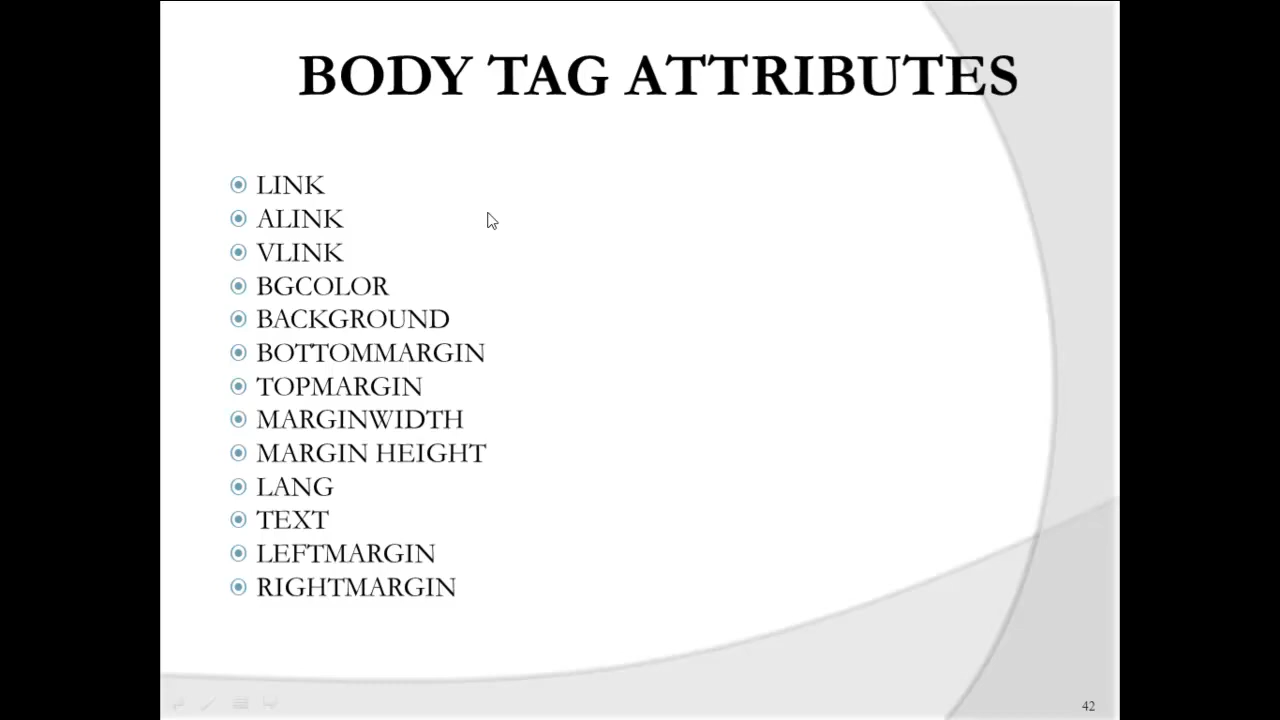 BODY TAG ATTRIBUTES
LINK
ALINK
VLINK
BGCOLOR
BACKGROUND
BOTTOMMARGIN
TOPMARGIN
MARGINWIDTH
MARGIN HEIGHT
LANG
TEXT
LEFTMARGIN
RIGHTMARGIN
42